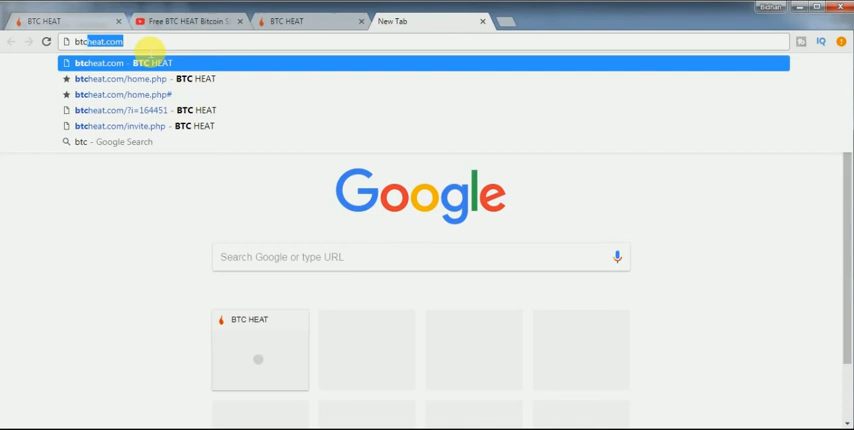 Bidhan
BTC HEAT
Free BTC HEAT Bitcoin S
BTC HEAT
New Tab
btcheat.com
IQ
btcheat.com - BTC HEAT
btcheat.com/home.php - BTC HEAT
btcheat.com/home.php#
btcheat.com/?i=164451 - BTC HEAT
btcheat.com/invite.php - BTC HEAT
btc - Google Search
Google
Search Google or type URL
BTC HEAT